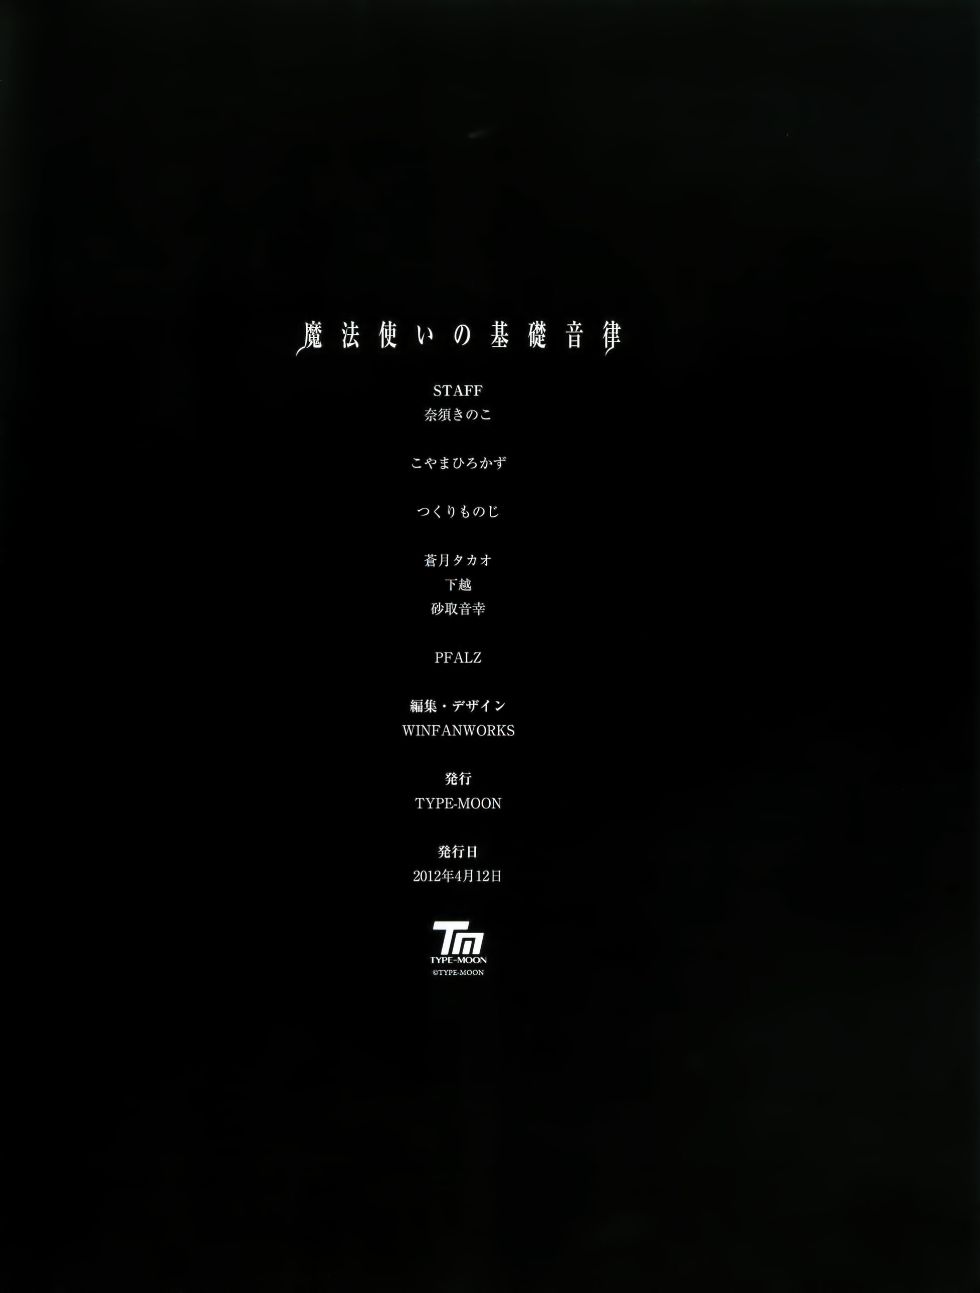 魔法使いの基礎音律
STAFF
奈須きのこ
こやまひろかず
つくりものじ
蒼月タカオ
下越
砂取音幸
PFALZ
編集・デザイン
WINFANWORKS
発行
TYPE-MOON
発行日
2012年4月12日
TM
TYPE-MOON
©TYPE-MOON